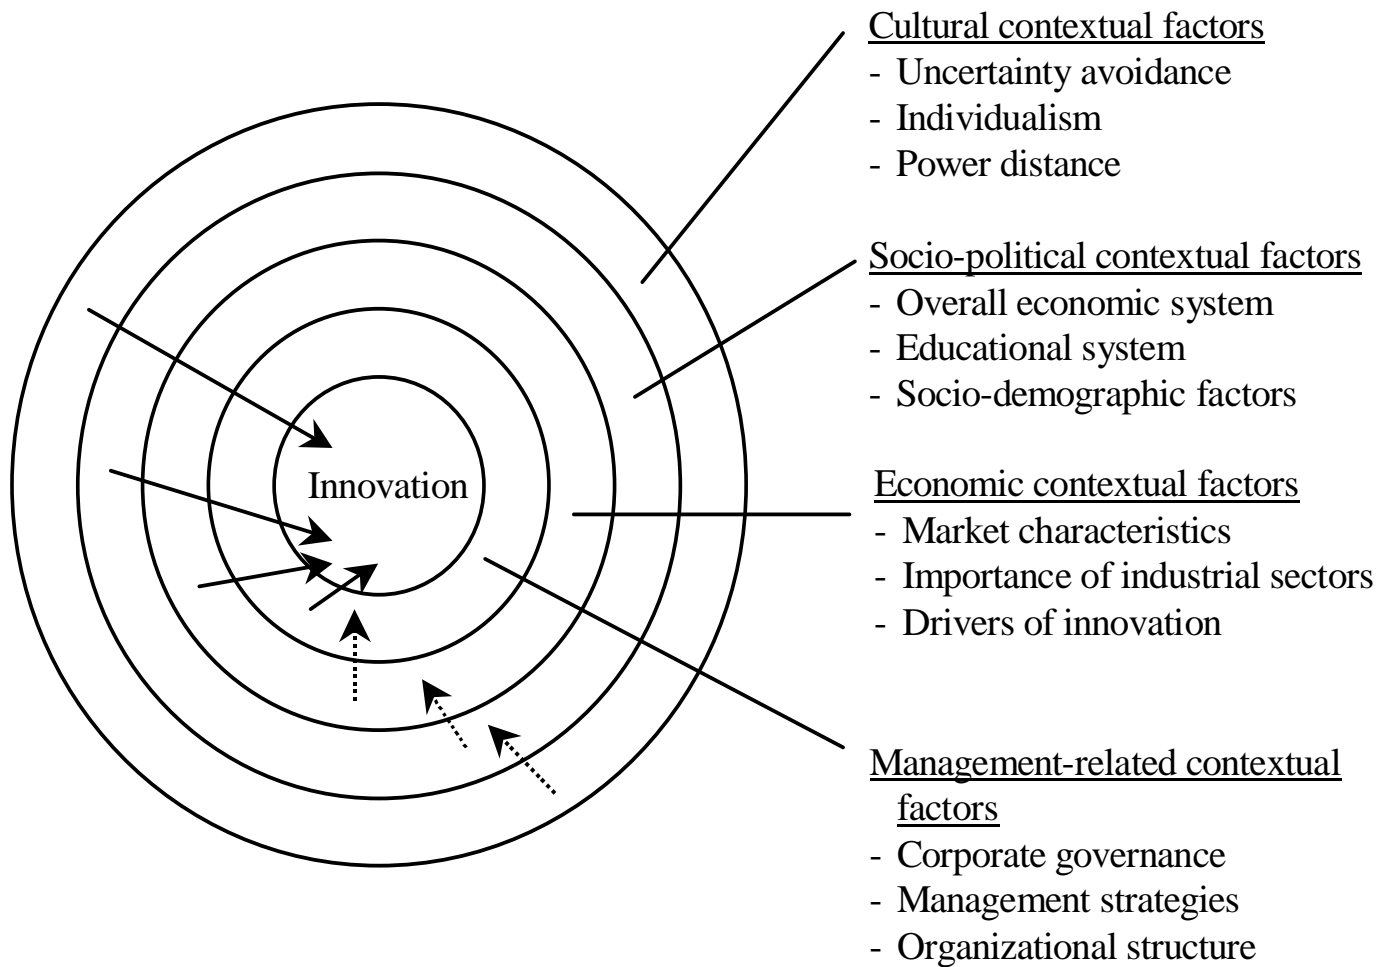 Cultural contextual factors
- Uncertainty avoidance
- Individualism
- Power distance
Socio-political contextual factors
- Overall economic system
- Educational system
- Socio-demographic factors
Innovation
Economic contextual factors
- Market characteristics
- Importance of industrial sectors
- Drivers of innovation
Management-related contextual
factors
- Corporate governance
- Management strategies
- Organizational structure